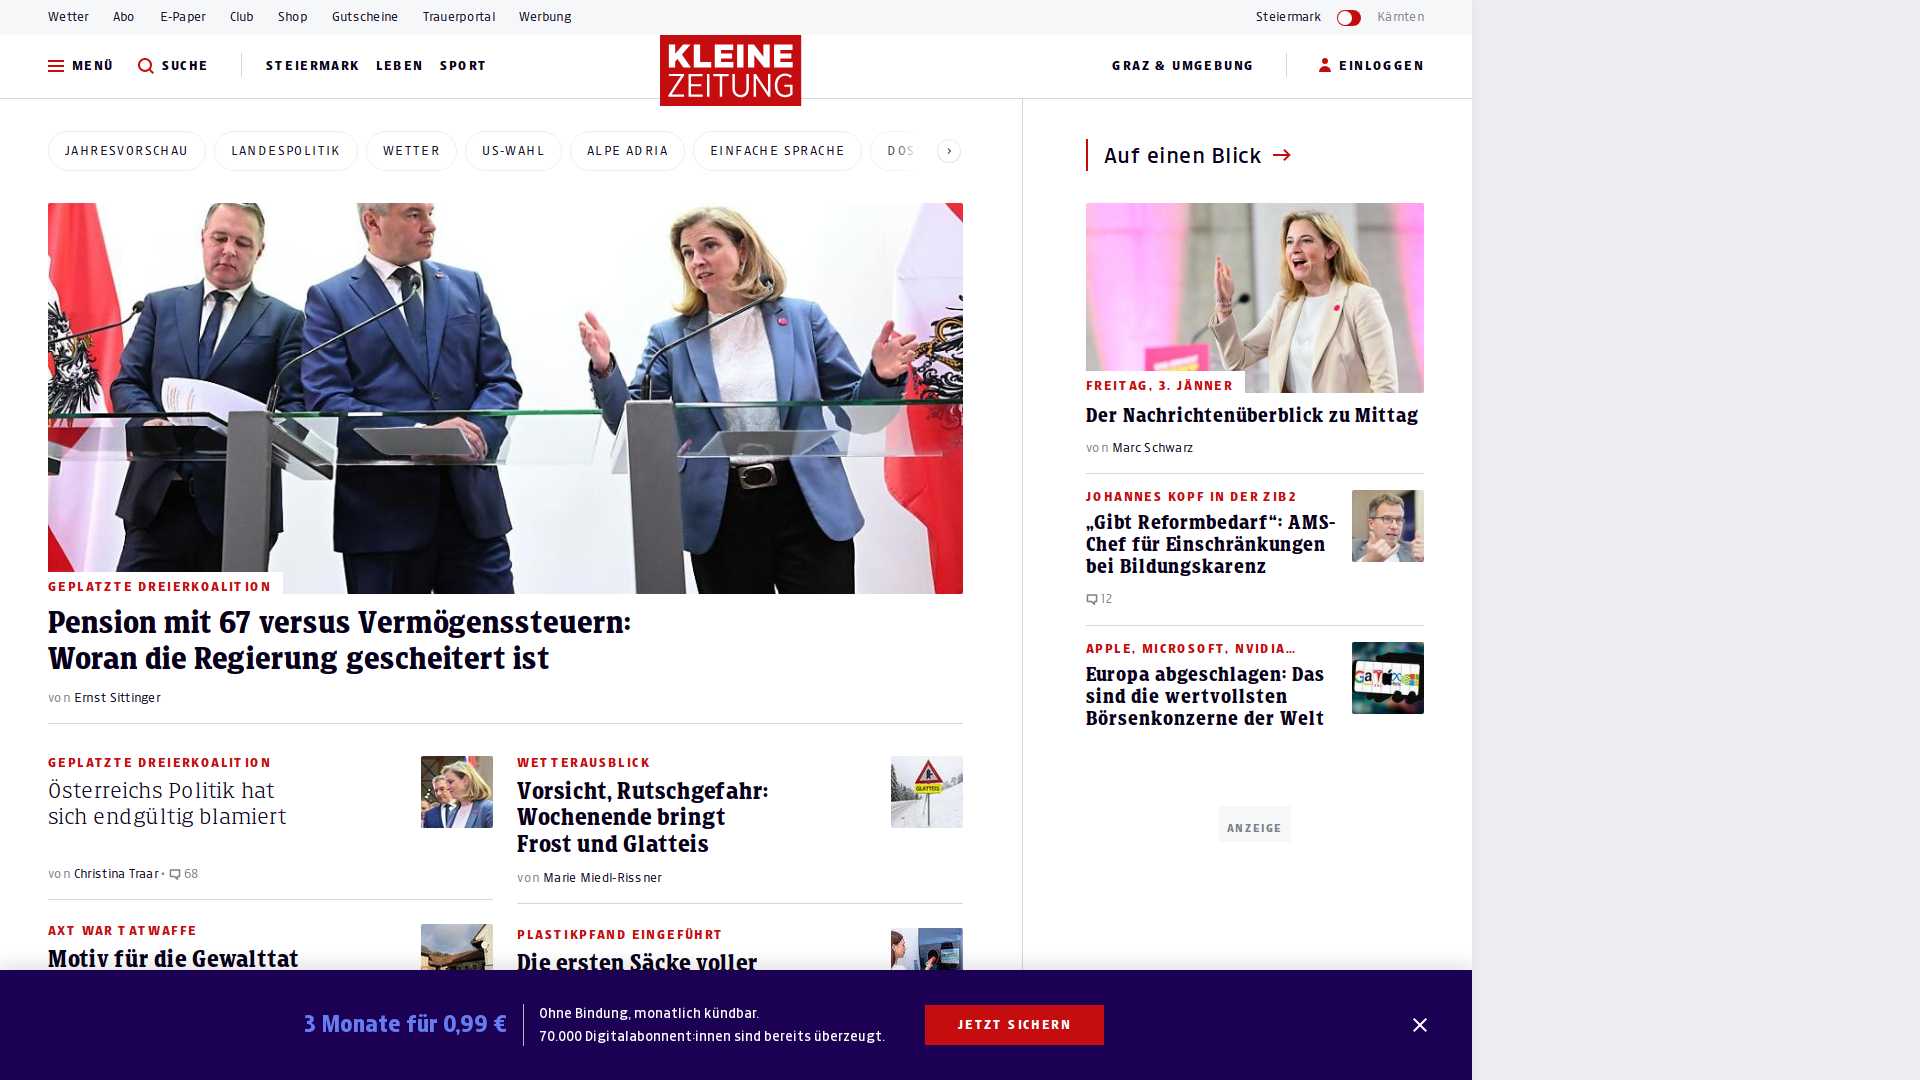 Wetter Abo E-Paper Club Shop Gutscheine Trauerportal Werbung
Steiermark Kärnten
MENÜ SUCHE STEIERMARK LEBEN SPORT
KLEINE
ZEITUNG
GRAZ & UMGEBUNG EINLOGGEN
JAHRESVORSCHAU LANDESPOLITIK WETTER US-WAHL ALPE ADRIA EINFACHE SPRACHE DOS
GEPLATZTE DREIERKOALITION
Pension mit 67 versus Vermögenssteuern:
Woran die Regierung gescheitert ist
von Ernst Sittinger
GEPLATZTE DREIERKOALITION
Österreichs Politik hat
sich endgültig blamiert
von Christina Traar • 68
WETTERAUSBLICK
Vorsicht, Rutschgefahr:
Wochenende bringt
Frost und Glatteis
von Marie Miedl-Rissner
GLATTEIS
AXT WAR TATWAFFE
Motiv für die Gewalttat
PLASTIKPFAND EINGEFÜHRT
Die ersten Säcke voller
Auf einen Blick
FREITAG, 3. JÄNNER
Der Nachrichtenüberblick zu Mittag
von Marc Schwarz
JOHANNES KOPF IN DER ZIB2
„Gibt Reformbedarf“: AMS-
Chef für Einschränkungen
bei Bildungskarenz
12
APPLE, MICROSOFT, NVIDIA…
Europa abgeschlagen: Das
sind die wertvollsten
Börsenkonzerne der Welt
ANZEIGE
3 Monate für 0,99 €
Ohne Bindung, monatlich kündbar.
70.000 Digitalabonnent:innen sind bereits überzeugt.
JETZT SICHERN